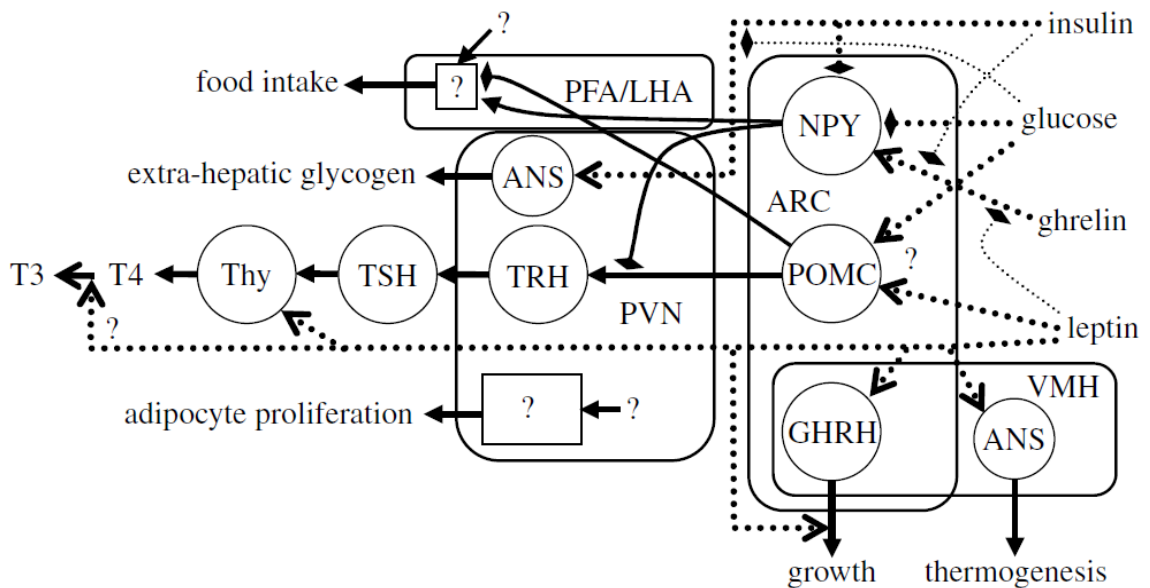 ?
insulin
food intake
?
PFA/LHA
NPY
glucose
extra-hepatic glycogen
ANS
ARC
ghrelin
T3
T4
Thy
TSH
TRH
POMC
?
PVN
?
leptin
adipocyte proliferation
?
?
VMH
GHRH
ANS
growth
thermogenesis